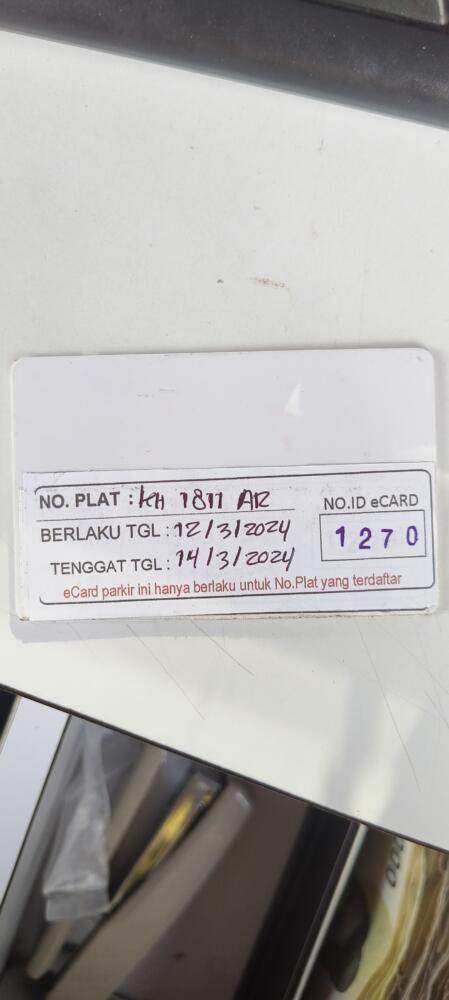 NO. PLAT : KH 1811 AR
NO.ID eCARD
BERLAKU TGL : 12/3/2024
1270
TENGGAT TGL : 14/3/2024
eCard parkir ini hanya berlaku untuk No.Plat yang terdaftar
000